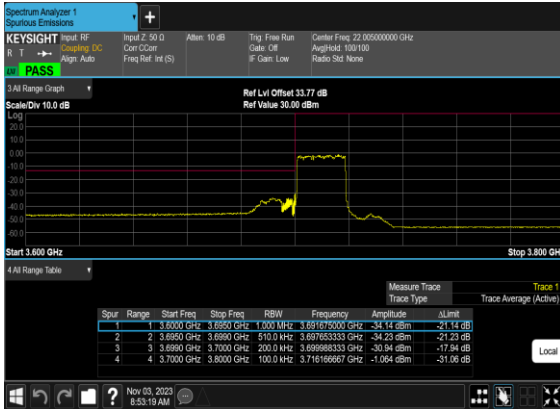 Spectrum Analyzer 1
Spurious Emissions
+
KEYSIGHT Input: RF Input Z: 50 Ω Atten: 10 dB Trig: Free Run Center Freq: 22.005000000 GHz
R T Coupling: DC Corr CCorr Gate: Off Avg|Hold: 100/100
Align: Auto Freq Ref: Int (S) IF Gain: Low Radio Std: None
PASS
3 All Range Graph
Ref Lvl Offset 33.77 dB
Scale/Div 10.0 dB Ref Value 30.00 dBm
Log
20.0
10.0
0.00
-10.0
-20.0
-30.0
-40.0
-50.0
-60.0
Start 3.600 GHz Stop 3.800 GHz
4 All Range Table
Measure Trace Trace 1
Trace Type Trace Average (Active)
Spur Range Start Freq Stop Freq RBW Frequency Amplitude ΔLimit
1 1 3.6000 GHz 3.6950 GHz 1.000 MHz 3.691675000 GHz -34.14 dBm -21.14 dB
2 2 3.6950 GHz 3.6990 GHz 510.0 kHz 3.697653333 GHz -34.23 dBm -21.23 dB
3 3 3.6990 GHz 3.7000 GHz 200.0 kHz 3.699988333 GHz -30.94 dBm -17.94 dB
4 4 3.7000 GHz 3.8000 GHz 100.0 kHz 3.716166667 GHz -1.064 dBm -31.06 dB
Local
?
Nov 03, 2023
8:53:19 AM